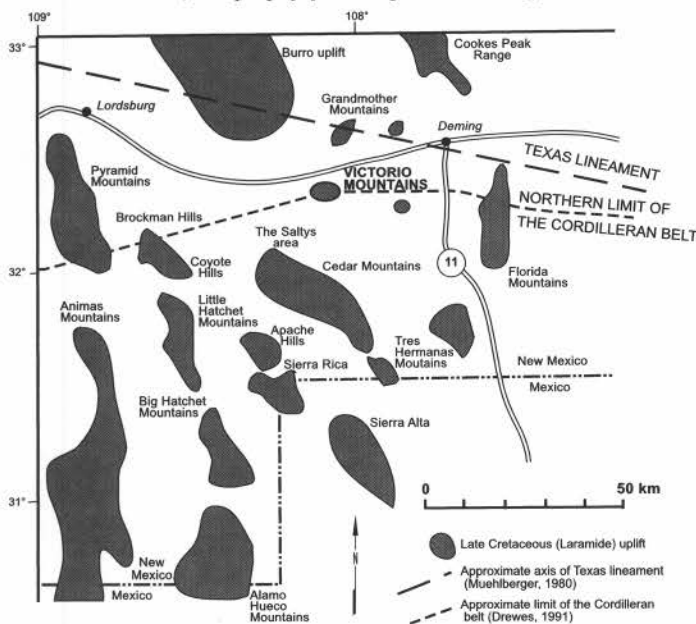 109°
108°
33°
Burro uplift
Cookes Peak
Range
Lordsburg
Grandmother
Mountains
Deming
Pyramid
Mountains
VICTORIO
MOUNTAINS
TEXAS LINEAMENT
NORTHERN LIMIT OF
THE CORDILLERAN BELT
Brockman Hills
The Saltys
area
32°
Coyote
Hills
Cedar Mountains
11
Florida
Mountains
Animas
Mountains
Little
Hatchet
Mountains
Apache
Hills
Tres
Hermanas
Moutains
Sierra Rica
New Mexico
Mexico
Big Hatchet
Mountains
Sierra Alta
31°
0
50 km
N
Late Cretaceous (Laramide) uplift
New
Mexico
Mexico
Approximate axis of Texas lineament
(Muehlberger, 1980)
Alamo
Hueco
Mountains
Approximate limit of the Cordilleran
belt (Drewes, 1991)